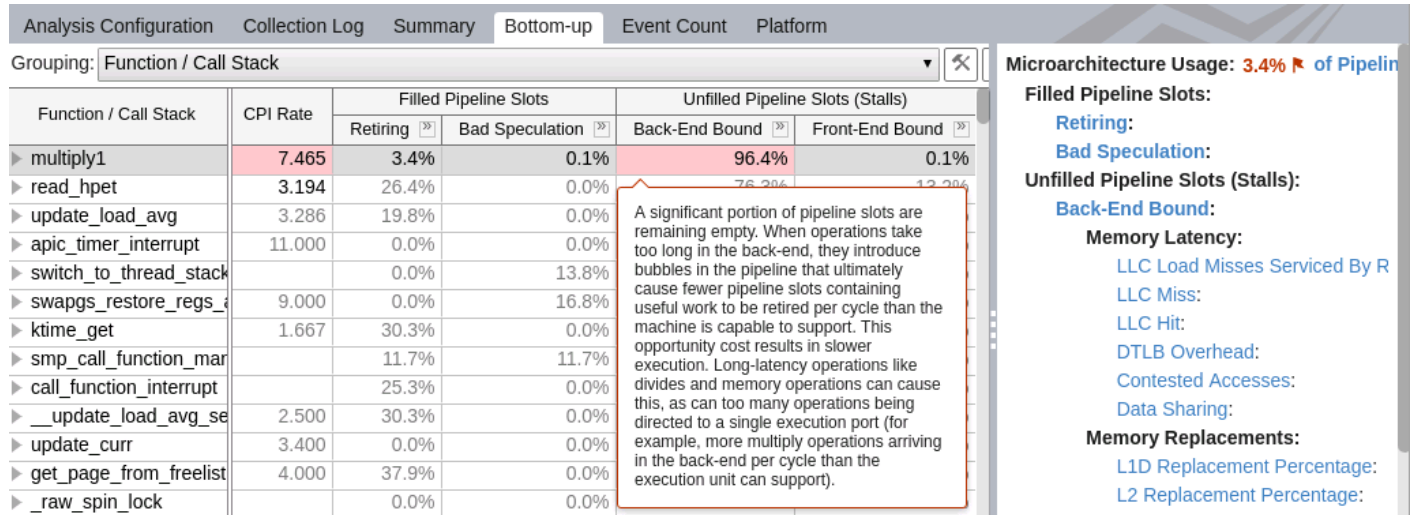 Analysis Configuration Collection Log Summary Bottom-up Event Count Platform
Grouping: Function / Call Stack
Function / Call Stack CPI Rate Filled Pipeline Slots Unfilled Pipeline Slots (Stalls)
Retiring Bad Speculation Back-End Bound Front-End Bound
multiply1 7.465 3.4% 0.1% 96.4% 0.1%
read_hpet 3.194 26.4% 0.0% 76.3% 13.2%
update_load_avg 3.286 19.8% 0.0%
apic_timer_interrupt 11.000 0.0% 0.0%
switch_to_thread_stack 0.0% 13.8%
swapgs_restore_regs_ 9.000 0.0% 16.8%
ktime_get 1.667 30.3% 0.0%
smp_call_function_mar 11.7% 11.7%
call_function_interrupt 25.3% 0.0%
__update_load_avg_se 2.500 30.3% 0.0%
update_curr 3.400 0.0% 0.0%
get_page_from_freelist 4.000 37.9% 0.0%
_raw_spin_lock 0.0% 0.0%
A significant portion of pipeline slots are
remaining empty. When operations take
too long in the back-end, they introduce
bubbles in the pipeline that ultimately
cause fewer pipeline slots containing
useful work to be retired per cycle than the
machine is capable to support. This
opportunity cost results in slower
execution. Long-latency operations like
divides and memory operations can cause
this, as can too many operations being
directed to a single execution port (for
example, more multiply operations arriving
in the back-end per cycle than the
execution unit can support).
Microarchitecture Usage: 3.4% of Pipelin
Filled Pipeline Slots:
Retiring:
Bad Speculation:
Unfilled Pipeline Slots (Stalls):
Back-End Bound:
Memory Latency:
LLC Load Misses Serviced By R
LLC Miss:
LLC Hit:
DTLB Overhead:
Contested Accesses:
Data Sharing:
Memory Replacements:
L1D Replacement Percentage:
L2 Replacement Percentage: